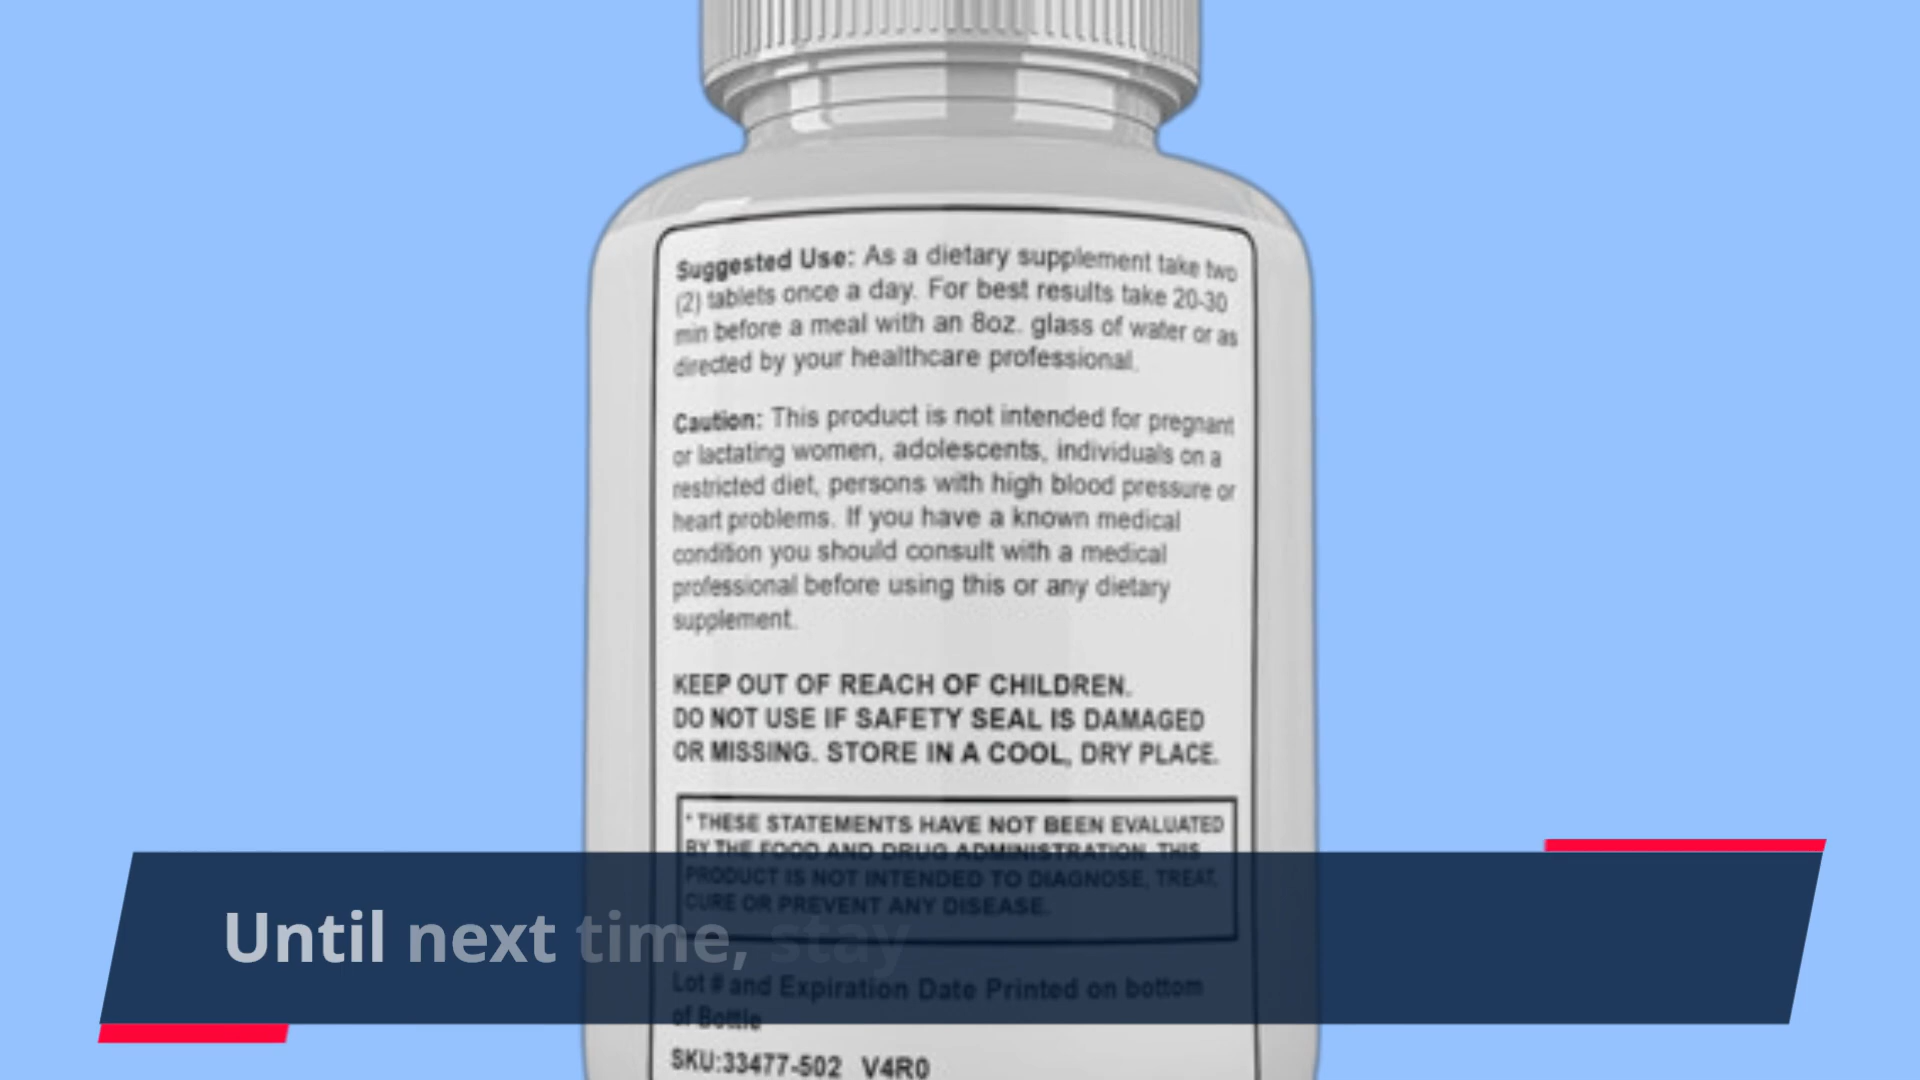 Suggested Use: As a dietary supplement take two
(2) tablets once a day. For best results take 20-30
min before a meal with an 8oz. glass of water or as
directed by your healthcare professional.
Caution: This product is not intended for pregnant
or lactating women, adolescents, individuals on a
restricted diet, persons with high blood pressure or
heart problems. If you have a known medical
condition you should consult with a medical
professional before using this or any dietary
supplement.
KEEP OUT OF REACH OF CHILDREN.
DO NOT USE IF SAFETY SEAL IS DAMAGED
OR MISSING. STORE IN A COOL, DRY PLACE.
* THESE STATEMENTS HAVE NOT BEEN EVALUATED
BY THE FOOD AND DRUG ADMINISTRATION. THIS
PRODUCT IS NOT INTENDED TO DIAGNOSE, TREAT,
CURE OR PREVENT ANY DISEASE.
Until next time, stay
Lot # and Expiration Date Printed on bottom
of Bottle
SKU:33477-502 V4R0